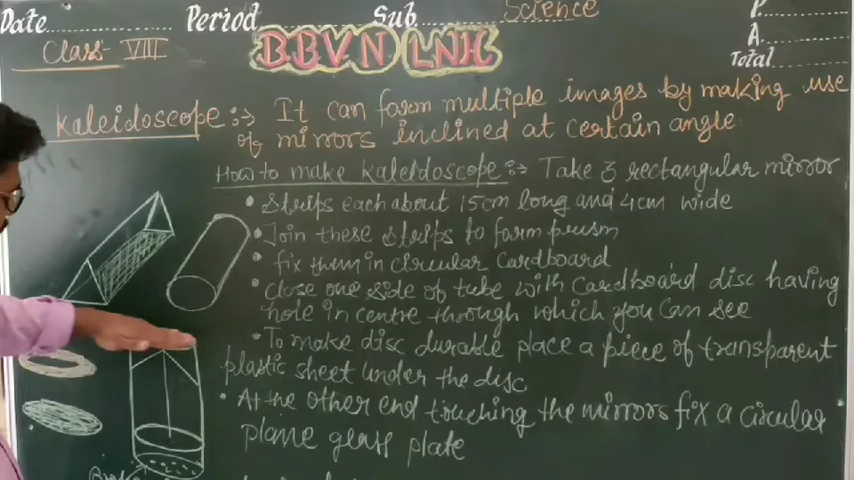 Date Period Sub Science P
A
Class VIII BBVN LNH Total
Kaleidoscope :-> It can form multiple images by making use
of mirrors inclined at certain angle
How to make kaleidoscope :-> Take 3 rectangular mirror
• Strips each about 15cm long and 4cm wide
• Join these strips to form prism
• fix them in circular cardboard
• close one side of tube with cardboard disc having
hole in centre through which you can see
• To make disc durable place a piece of transparent
plastic sheet under the disc
• At the other end touching the mirrors fix a circular
plane glass plate